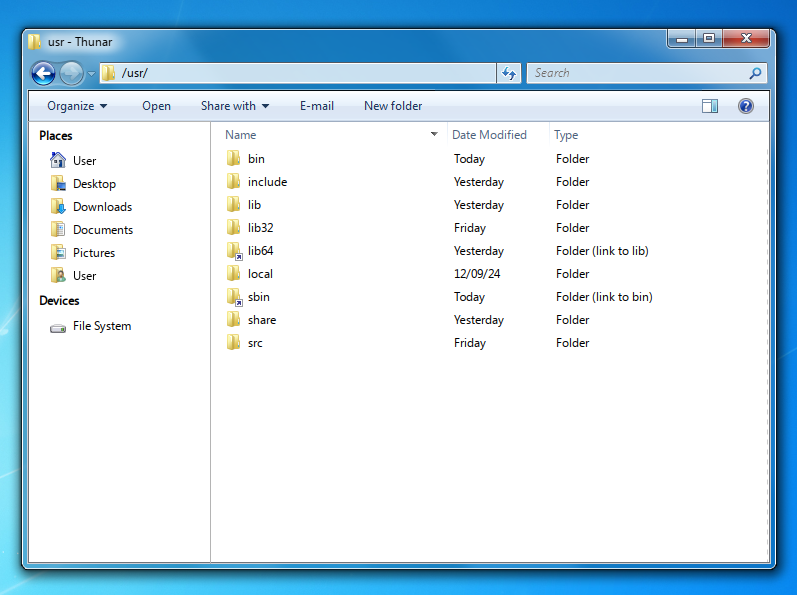 usr - Thunar
/usr/ Search
Organize Open Share with E-mail New folder
Places
User
Desktop
Downloads
Documents
Pictures
User
Devices
File System
Name Date Modified Type
bin Today Folder
include Yesterday Folder
lib Yesterday Folder
lib32 Friday Folder
lib64 Yesterday Folder (link to lib)
local 12/09/24 Folder
sbin Today Folder (link to bin)
share Yesterday Folder
src Friday Folder